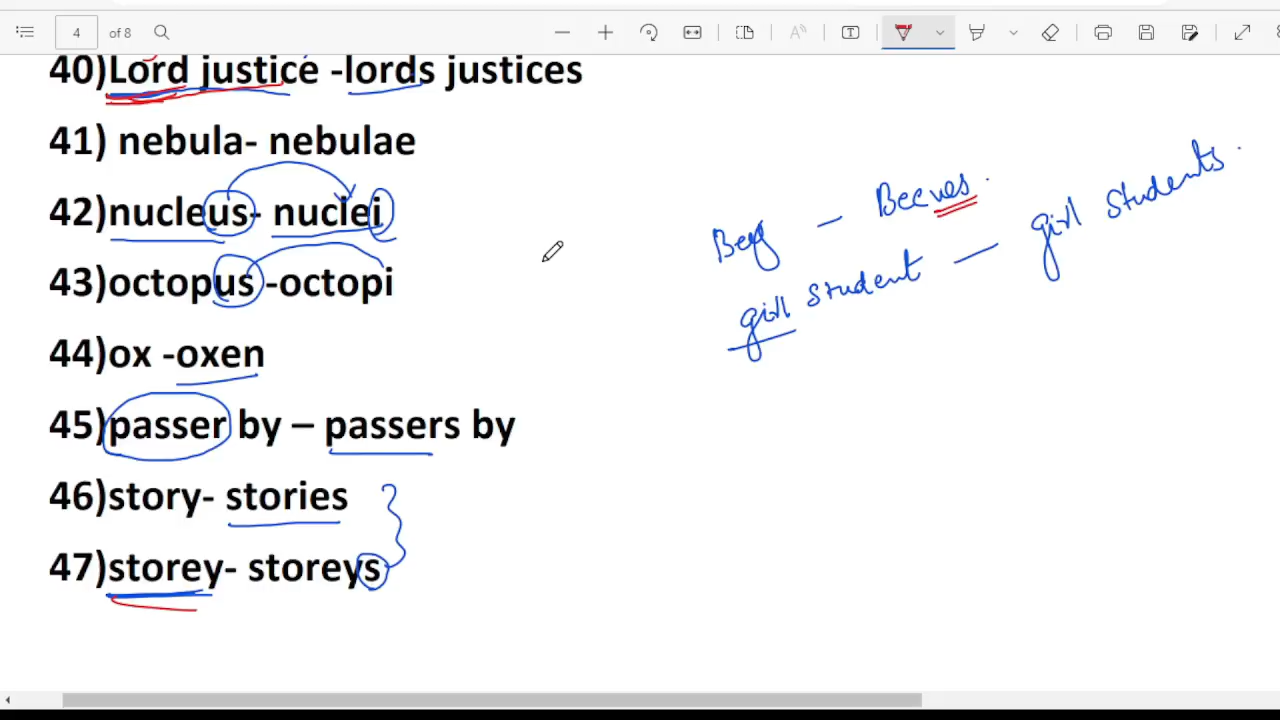 4 of 8
40)Lord justice -lords justices
41) nebula- nebulae
42)nucleus- nuclei
43)octopus -octopi
44)ox -oxen
45)passer by – passers by
46)story- stories
47)storey- storeys
Beef – Beeves.
girl student — girl students.